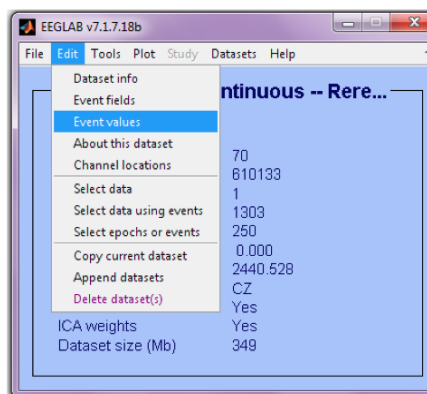 EEGLAB v7.1.7.18b
File Edit Tools Plot Study Datasets Help
ntinuous -- Rere...
Dataset info
Event fields
Event values
About this dataset
Channel locations
Select data
Select data using events
Select epochs or events
Copy current dataset
Append datasets
Delete dataset(s)
70
610133
1
1303
250
0.000
2440.528
CZ
Yes
ICA weights Yes
Dataset size (Mb) 349